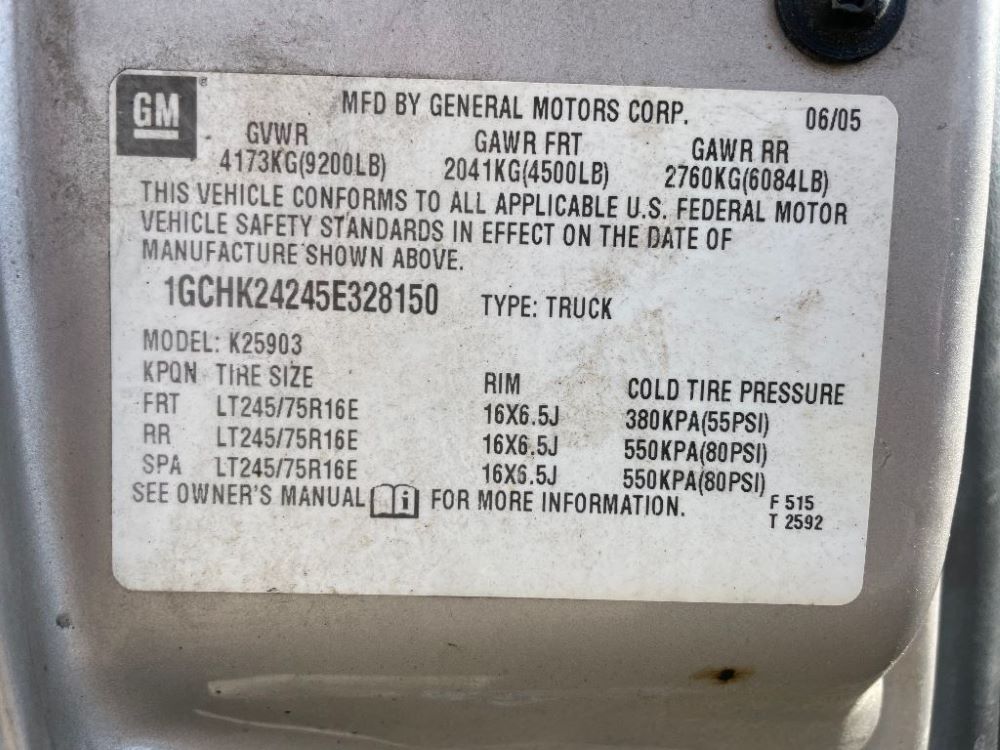 GM
MFD BY GENERAL MOTORS CORP. 06/05
GVWR GAWR FRT GAWR RR
4173KG(9200LB) 2041KG(4500LB) 2760KG(6084LB)
THIS VEHICLE CONFORMS TO ALL APPLICABLE U.S. FEDERAL MOTOR
VEHICLE SAFETY STANDARDS IN EFFECT ON THE DATE OF
MANUFACTURE SHOWN ABOVE.
1GCHK24245E328150 TYPE: TRUCK
MODEL: K25903
KPQN TIRE SIZE RIM COLD TIRE PRESSURE
FRT LT245/75R16E 16X6.5J 380KPA(55PSI)
RR LT245/75R16E 16X6.5J 550KPA(80PSI)
SPA LT245/75R16E 16X6.5J 550KPA(80PSI)
SEE OWNER'S MANUAL i FOR MORE INFORMATION.
F 515
T 2592